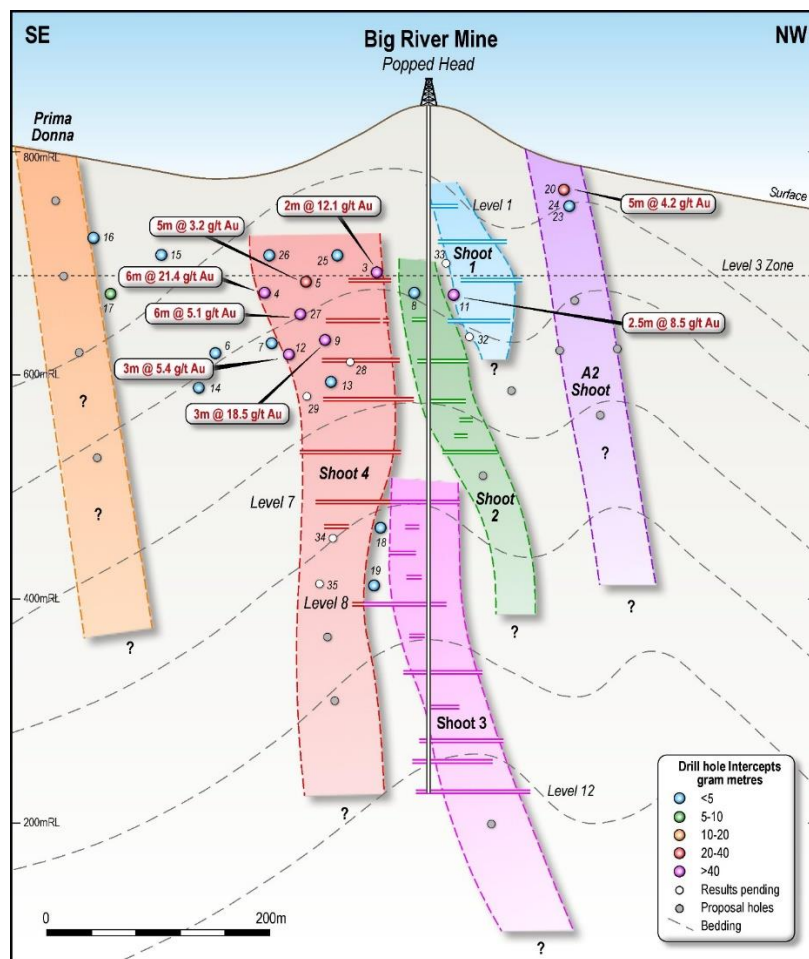 SE
Big River Mine
NW
Popped Head
Prima
Donna
800mRL
Surface
Level 1
2m @ 12.1 g/t Au
20
5m @ 4.2 g/t Au
24
23
5m @ 3.2 g/t Au
16
15
26
25
33
Shoot
1
3
Level 3 Zone
6m @ 21.4 g/t Au
4
5
8
11
17
6m @ 5.1 g/t Au
27
2.5m @ 8.5 g/t Au
32
6
7
12
9
28
3m @ 5.4 g/t Au
?
600mRL
14
13
A2
Shoot
3m @ 18.5 g/t Au
29
?
?
Shoot 4
?
Shoot
2
Level 7
34
18
35
19
400mRL
Level 8
?
?
?
Shoot 3
Drill hole Intercepts
gram metres
<5
5-10
10-20
20-40
>40
Results pending
Proposal holes
Bedding
Level 12
?
200mRL
0
200m
?